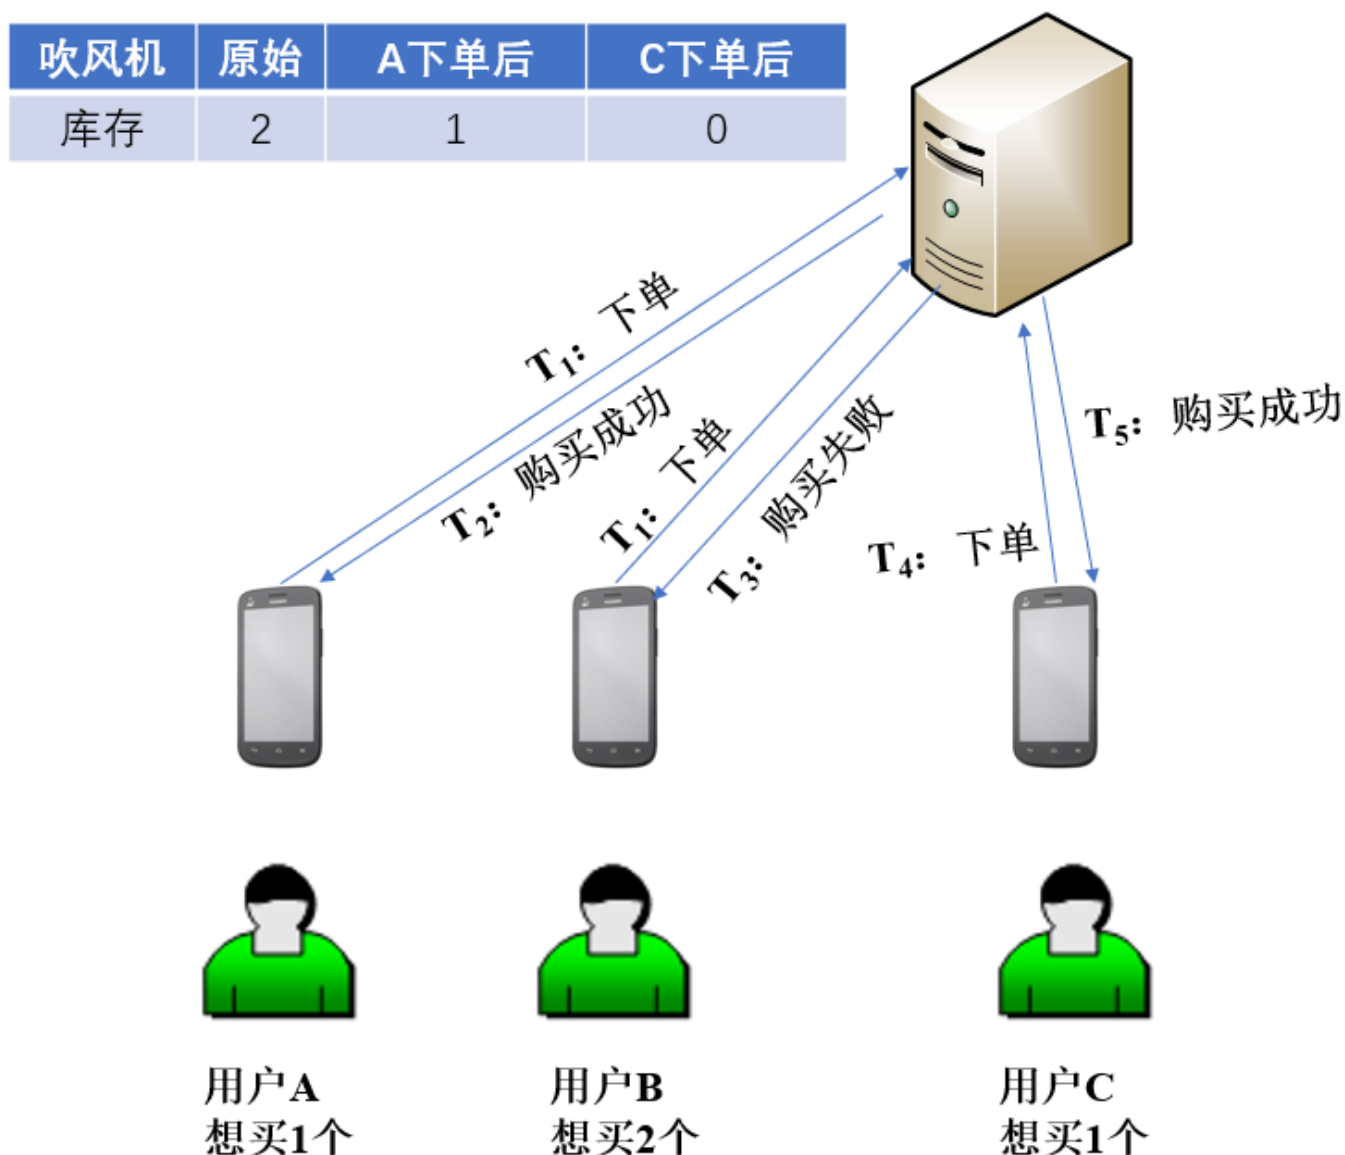 吹风机 原始 A下单后 C下单后
库存 2 1 0
T₁：下单
T₂：购买成功
T₁：下单
T₃：购买失败
T₄：下单
T₅：购买成功
用户A
想买1个
用户B
想买2个
用户C
想买1个